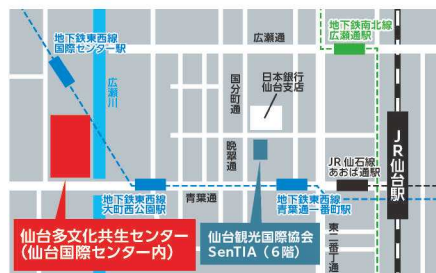 地下鉄東西線
国際センター駅
広瀬通
地下鉄南北線
広瀬通駅
広瀬川
国分町通
日本銀行
仙台支店
晩翠通
JR仙石線
あおば通駅
JR仙台駅
地下鉄東西線
大町西公園駅
青葉通
地下鉄東西線
青葉通一番町駅
仙台多文化共生センター
(仙台国際センター内)
仙台観光国際協会
SenTIA（6階）
東二番丁通